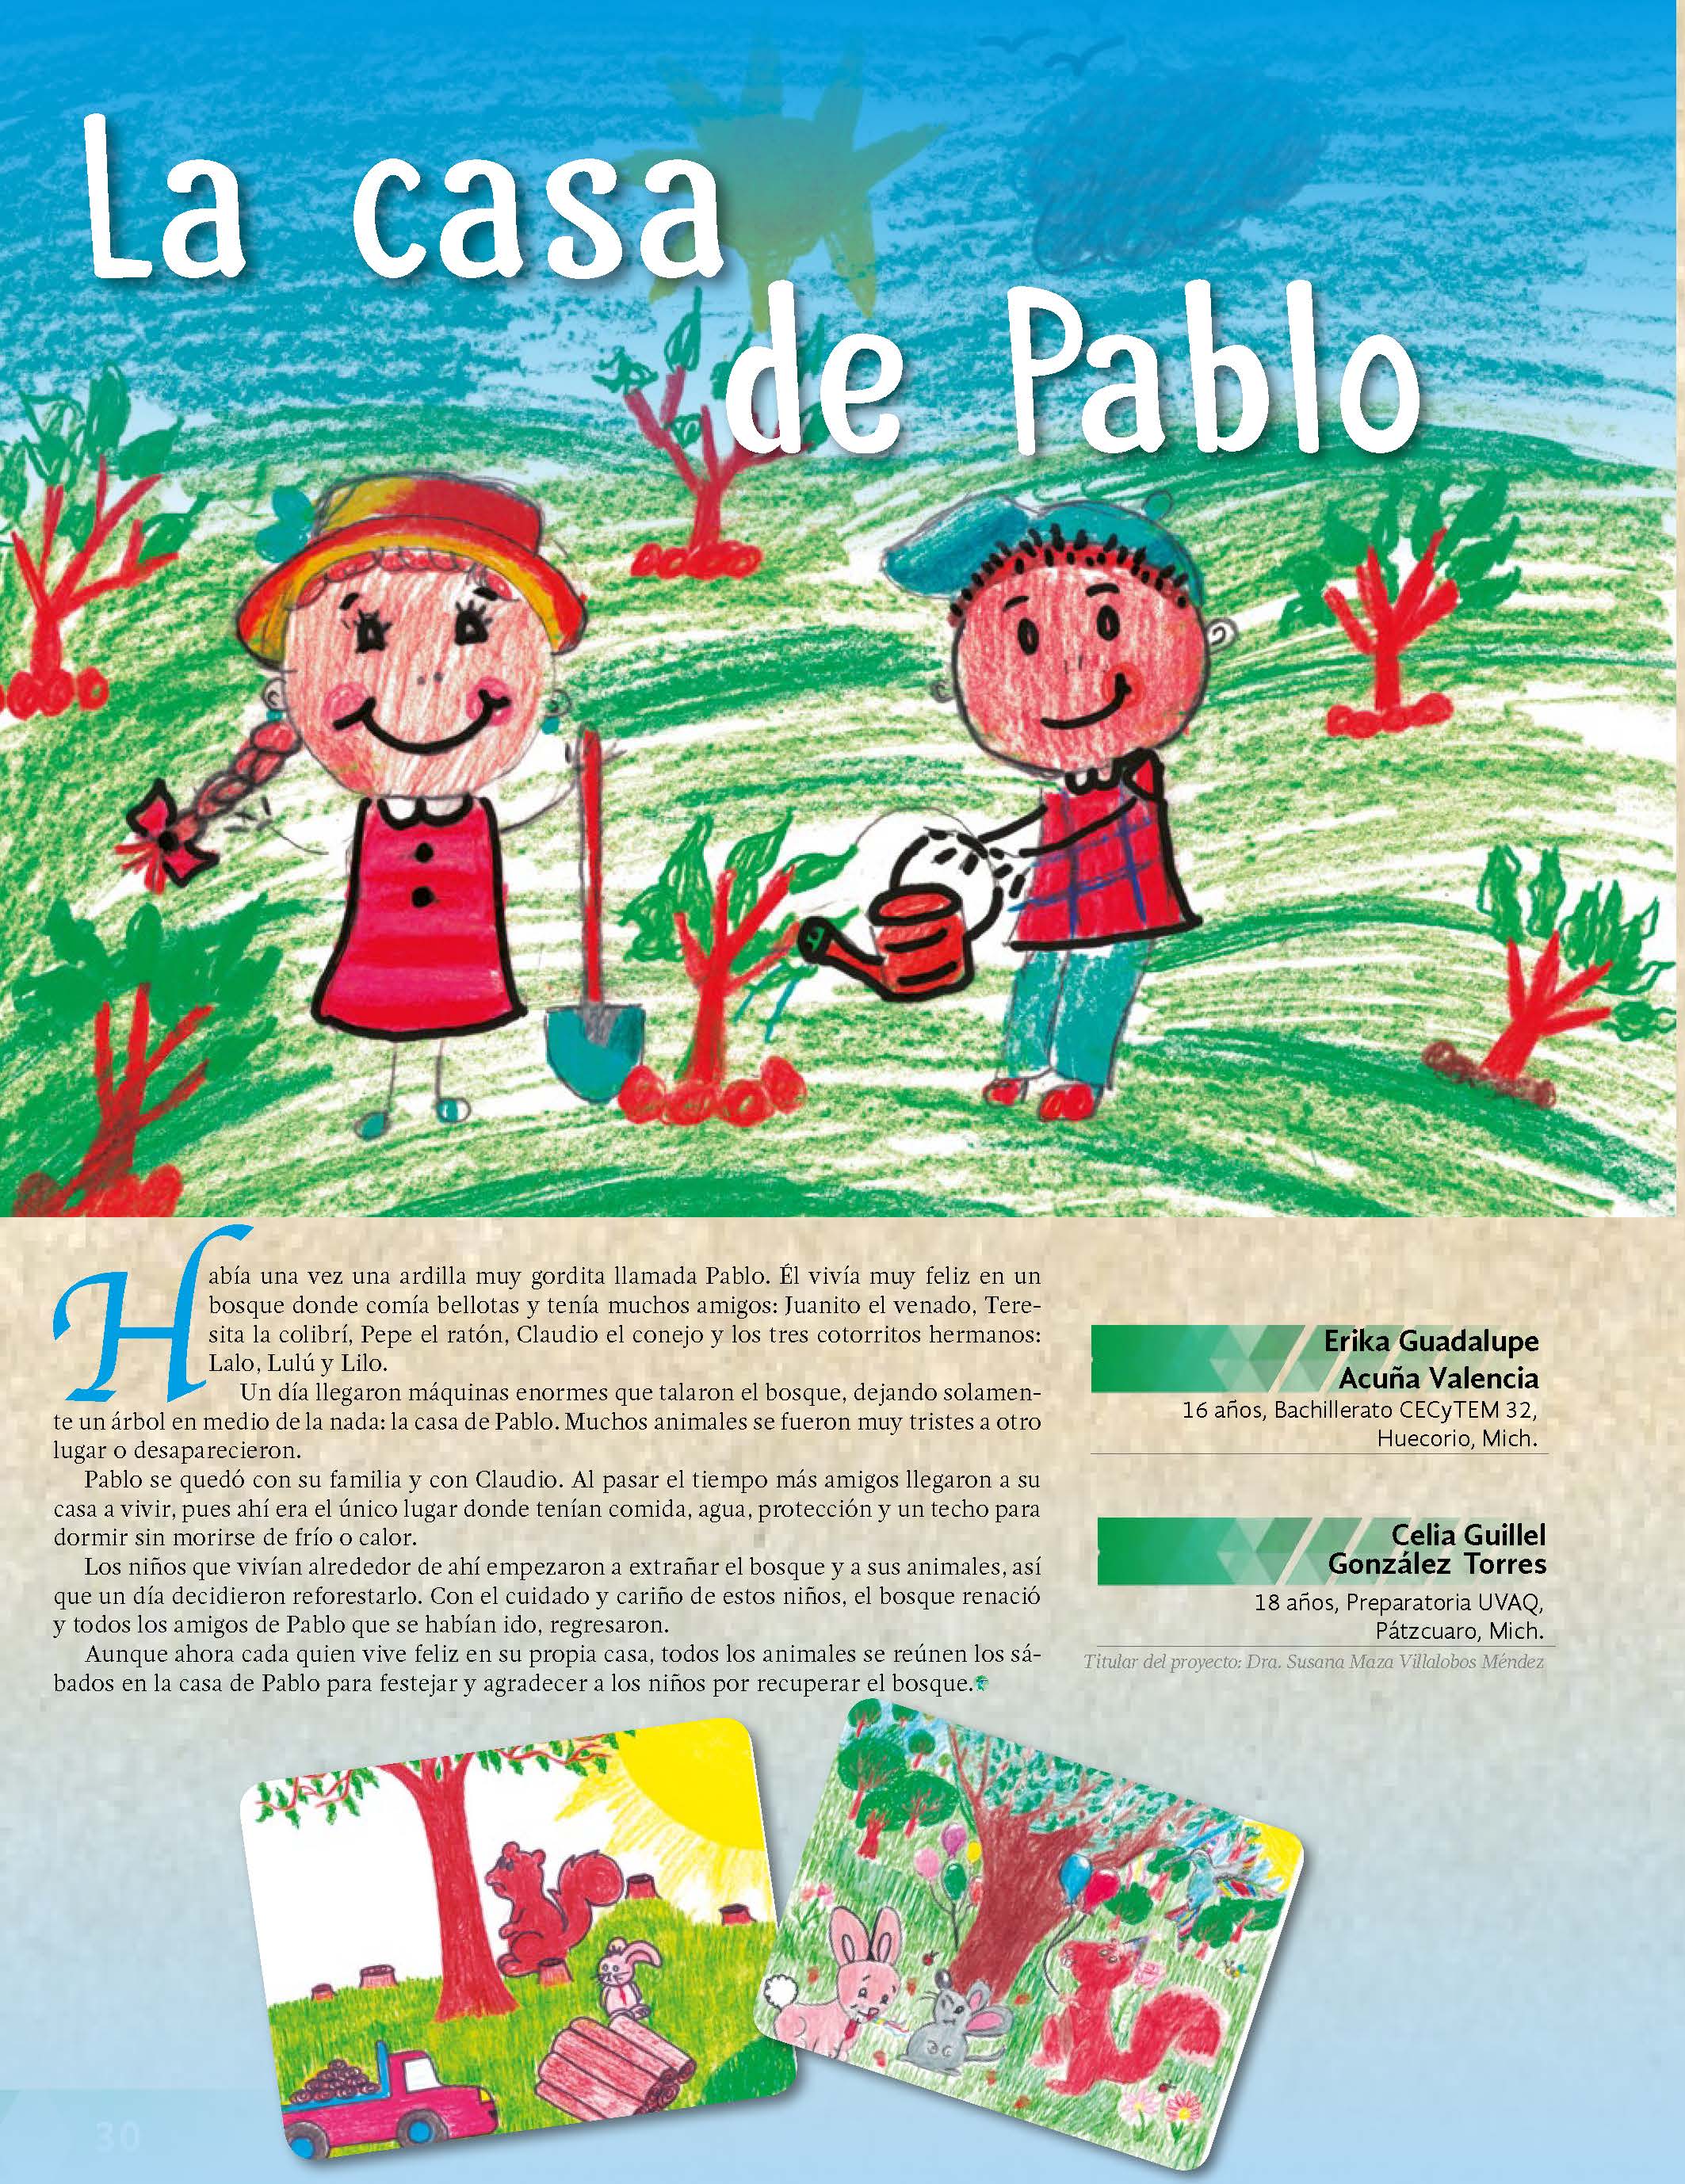 La casa
de Pablo
Había una vez una ardilla muy gordita llamada Pablo. Él vivía muy feliz en un
bosque donde comía bellotas y tenía muchos amigos: Juanito el venado, Tere-
sita la colibrí, Pepe el ratón, Claudio el conejo y los tres cotorritos hermanos:
Lalo, Lulú y Lilo.
Un día llegaron máquinas enormes que talaron el bosque, dejando solamen-
te un árbol en medio de la nada: la casa de Pablo. Muchos animales se fueron muy tristes a otro
lugar o desaparecieron.
Pablo se quedó con su familia y con Claudio. Al pasar el tiempo más amigos llegaron a su
casa a vivir, pues ahí era el único lugar donde tenían comida, agua, protección y un techo para
dormir sin morirse de frío o calor.
Los niños que vivían alrededor de ahí empezaron a extrañar el bosque y a sus animales, así
que un día decidieron reforestarlo. Con el cuidado y cariño de estos niños, el bosque renació
y todos los amigos de Pablo que se habían ido, regresaron.
Aunque ahora cada quien vive feliz en su propia casa, todos los animales se reúnen los sá-
bados en la casa de Pablo para festejar y agradecer a los niños por recuperar el bosque.
Erika Guadalupe
Acuña Valencia
16 años, Bachillerato CECyTEM 32,
Huecorio, Mich.
Celia Guillel
González Torres
18 años, Preparatoria UVAQ,
Pátzcuaro, Mich.
Titular del proyecto: Dra. Susana Maza Villalobos Méndez
30